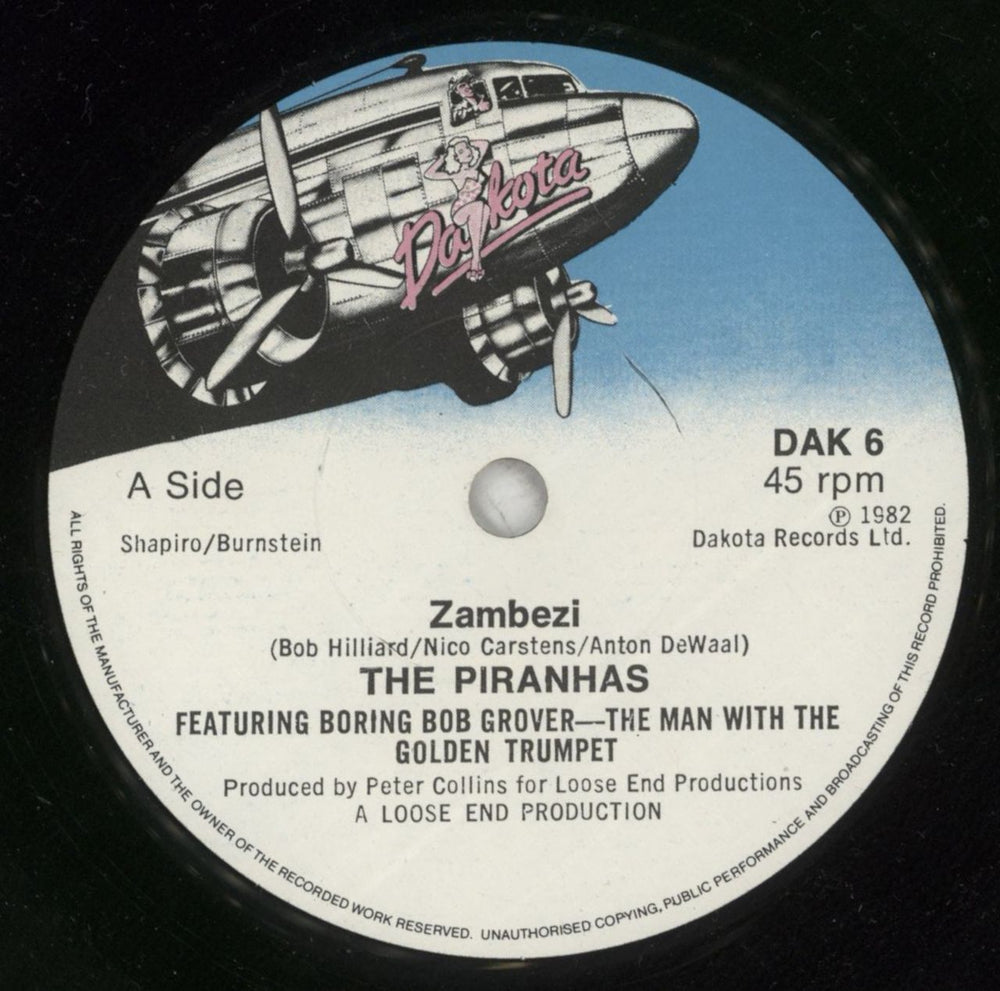 Dakota
DAK 6
A Side
45 rpm
Ⓟ 1982
Shapiro/Burnstein
Dakota Records Ltd.
Zambezi
(Bob Hilliard/Nico Carstens/Anton DeWaal)
THE PIRANHAS
FEATURING BORING BOB GROVER—THE MAN WITH THE
GOLDEN TRUMPET
Produced by Peter Collins for Loose End Productions
A LOOSE END PRODUCTION
ALL RIGHTS OF THE MANUFACTURER AND THE OWNER OF THE RECORDED WORK RESERVED. UNAUTHORISED COPYING, PUBLIC PERFORMANCE AND BROADCASTING OF THIS RECORD PROHIBITED.